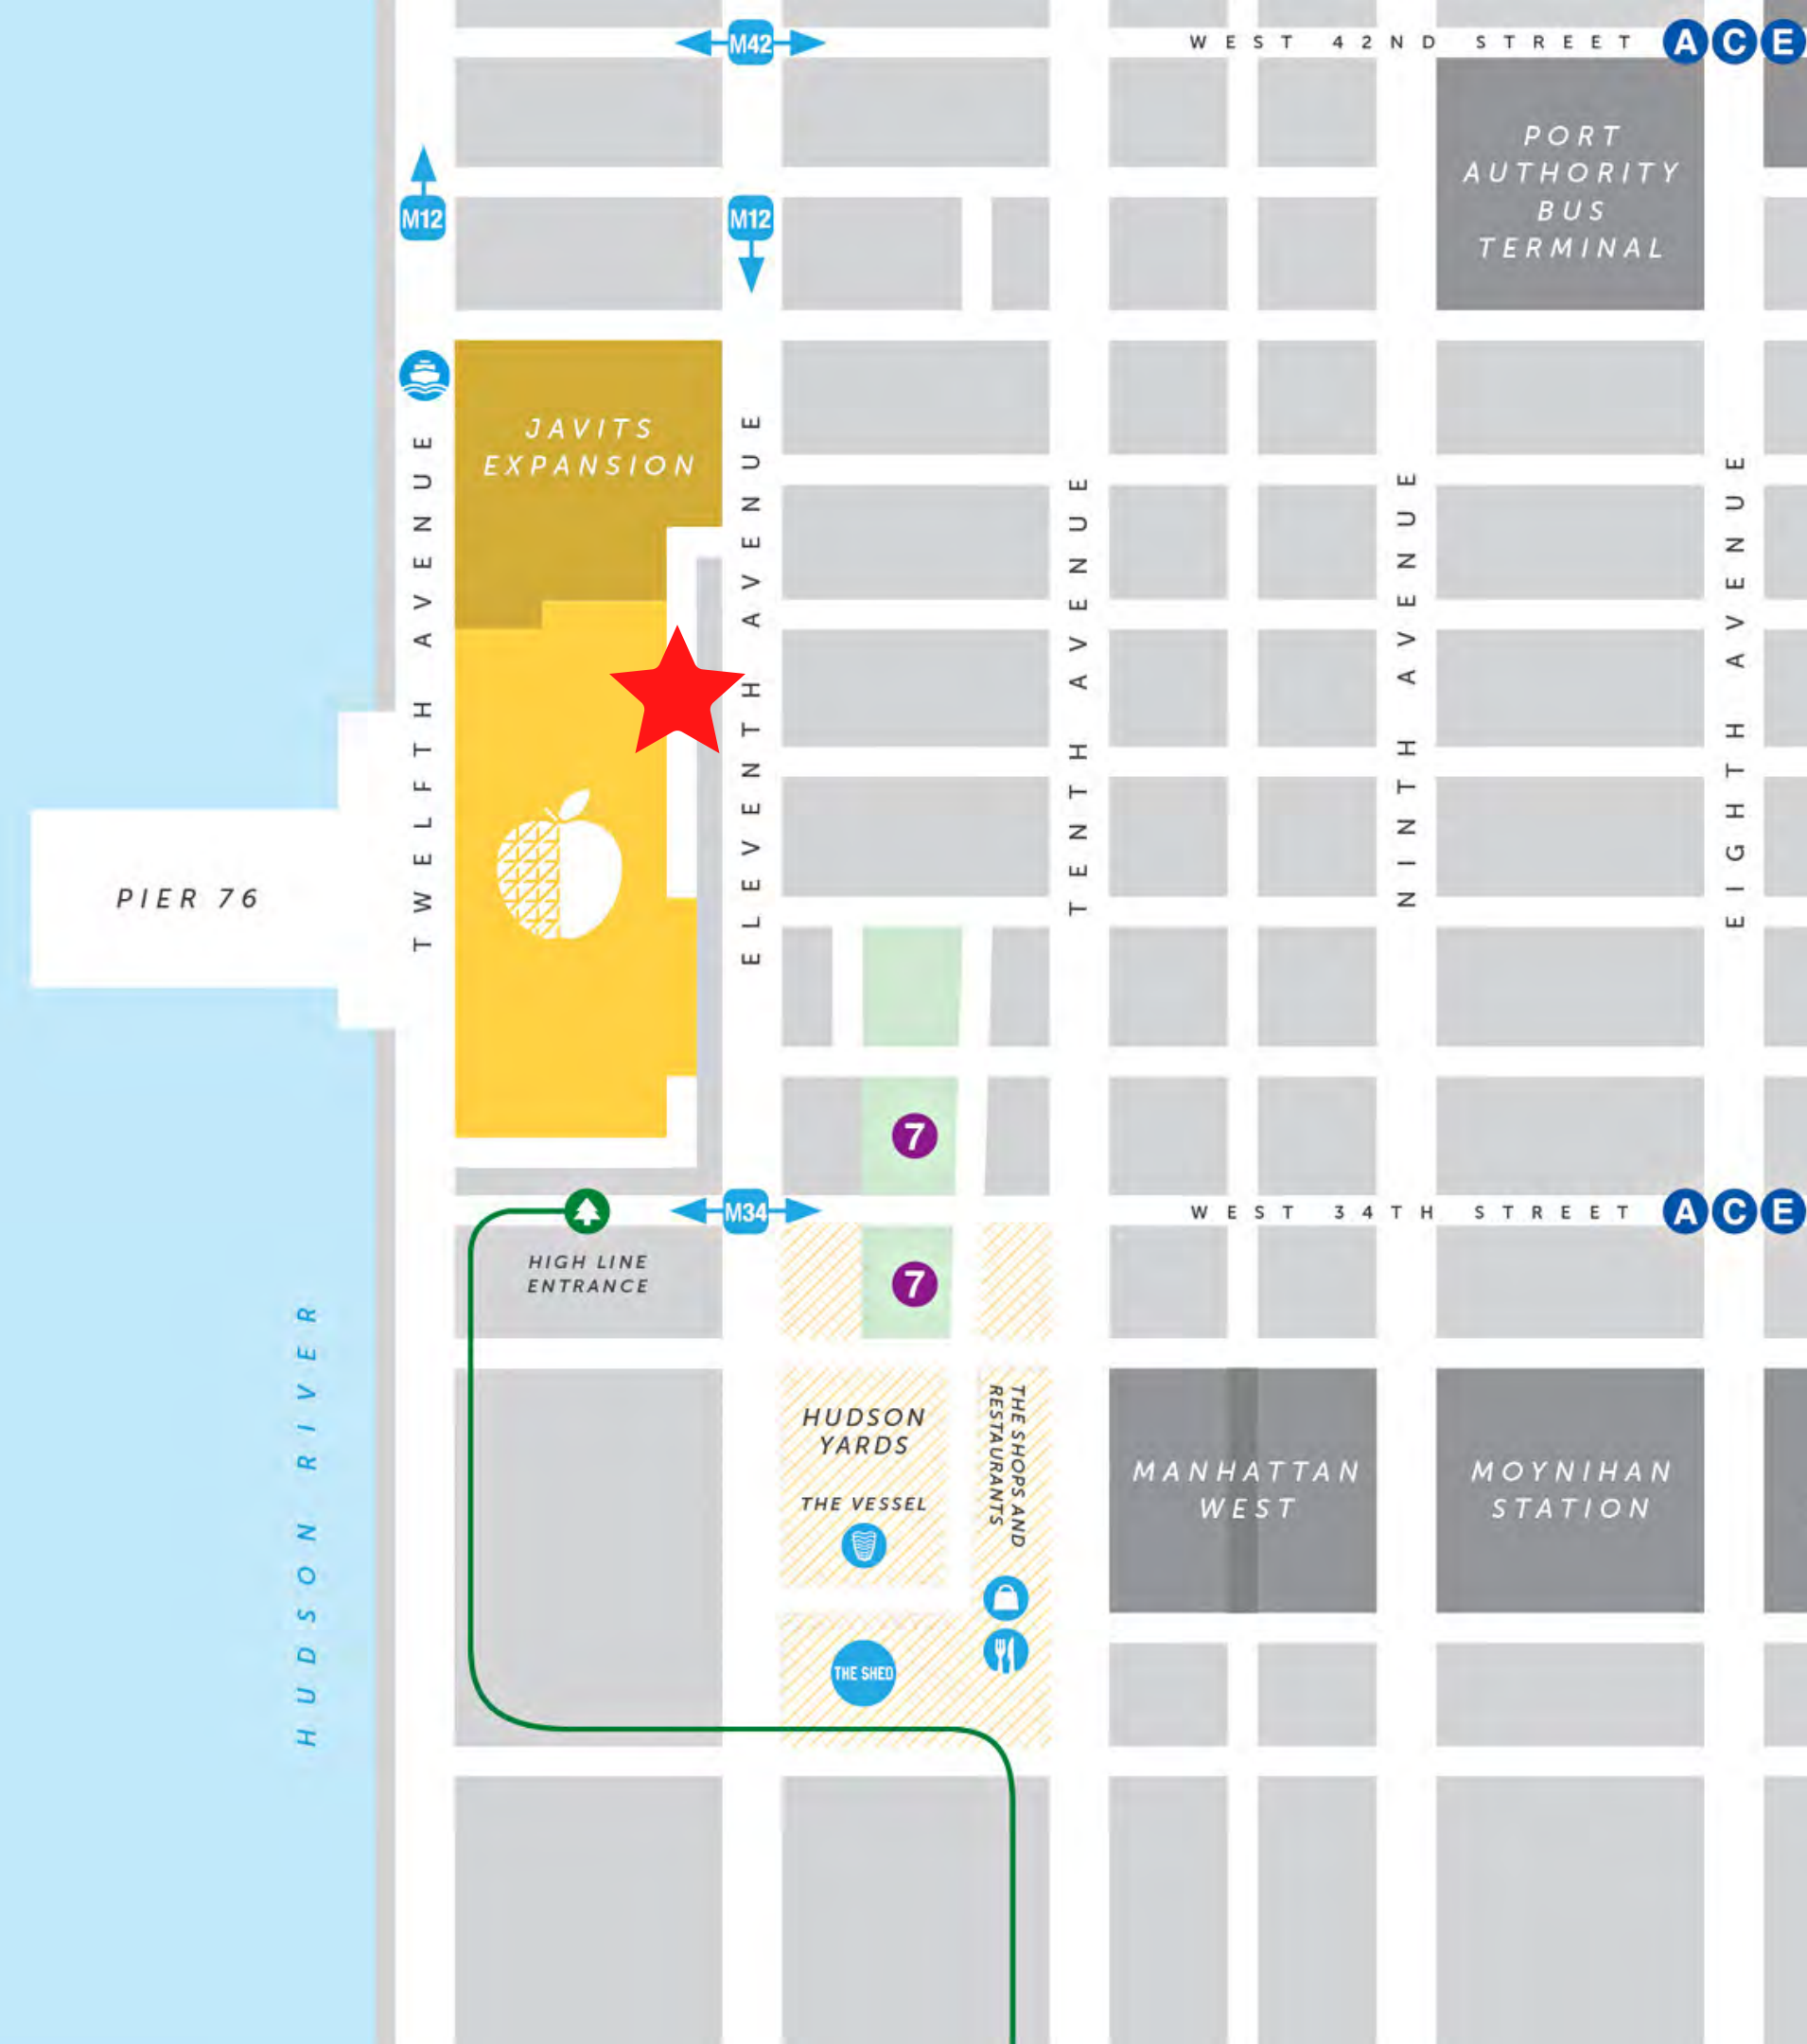 M42
WEST 42ND STREET
A C E
PORT
AUTHORITY
BUS
TERMINAL
M12
M12
JAVITS
EXPANSION
TWELFTH AVENUE
ELEVENTH AVENUE
TENTH AVENUE
NINTH AVENUE
EIGHTH AVENUE
PIER 76
7
M34
WEST 34TH STREET
A C E
HIGH LINE
ENTRANCE
7
HUDSON RIVER
HUDSON
YARDS
THE VESSEL
THE SHOPS AND
RESTAURANTS
MANHATTAN
WEST
MOYNIHAN
STATION
THE SHED